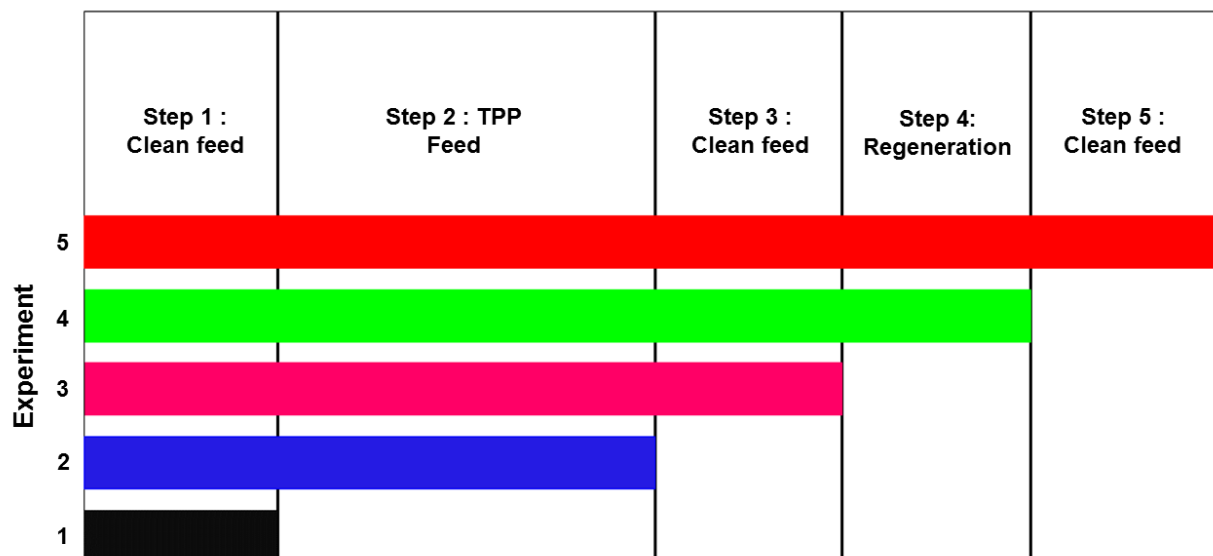 Step 1 :
Clean feed
Step 2 : TPP
Feed
Step 3 :
Clean feed
Step 4:
Regeneration
Step 5 :
Clean feed
Experiment
5
4
3
2
1